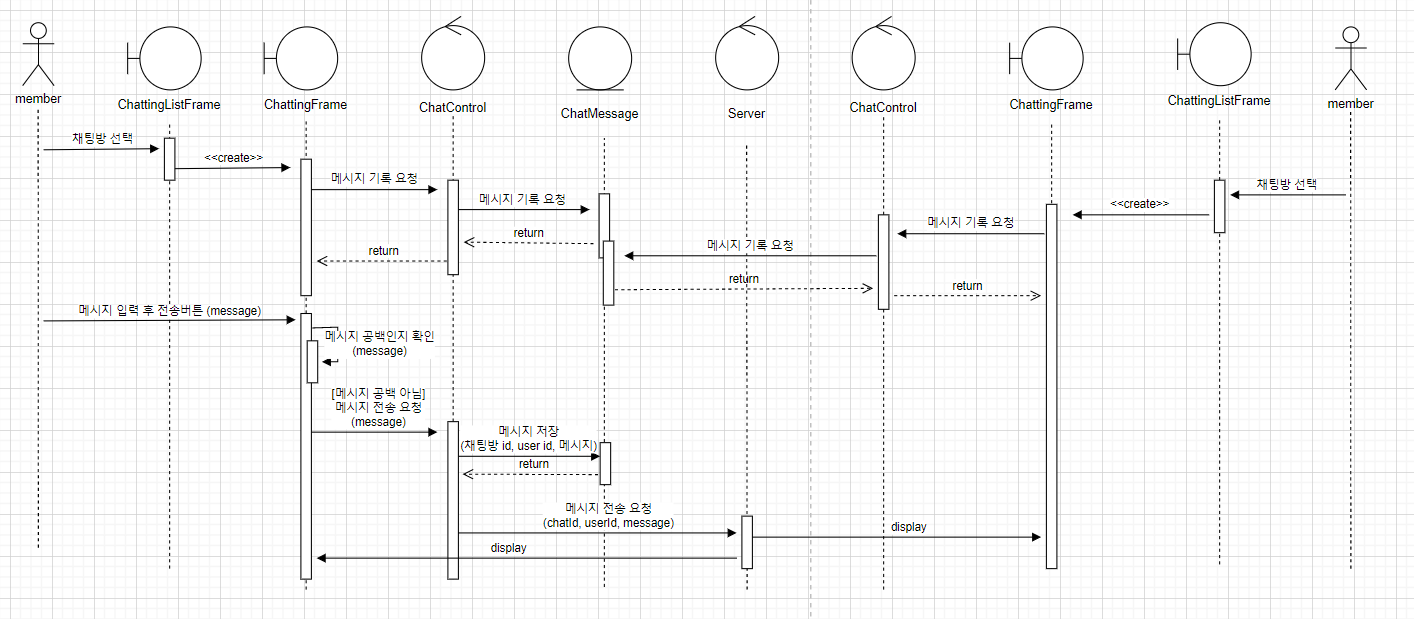 member
ChattingListFrame
ChattingFrame
ChatControl
ChatMessage
Server
ChatControl
ChattingFrame
ChattingListFrame
member
채팅방 선택
<<create>>
메시지 기록 요청
메시지 기록 요청
채팅방 선택
<<create>>
메시지 기록 요청
return
메시지 기록 요청
return
return
return
메시지 입력 후 전송버튼 (message)
메시지 공백인지 확인
(message)
[메시지 공백 아님]
메시지 전송 요청
(message)
메시지 저장
(채팅방 id, user id, 메시지)
return
메시지 전송 요청
(chatId, userId, message)
display
display